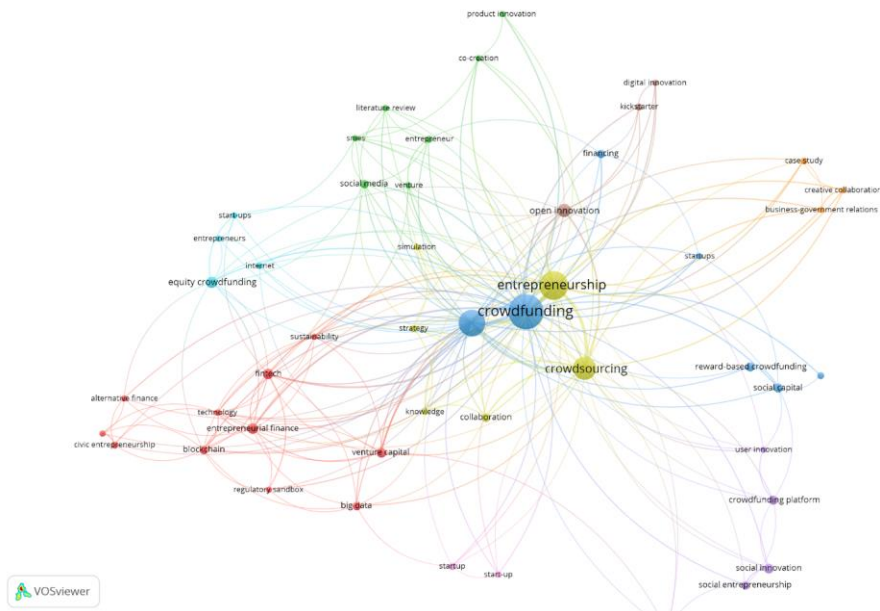 product innovation
co-creation
digital innovation
kickstarter
literature review
entrepreneur
financing
case study
social media
venture
creative collaboration
business-government relations
open innovation
start-ups
entrepreneurs
simulation
startups
internet
equity crowdfunding
entrepreneurship
crowdfunding
strategy
sustainability
crowdsourcing
reward-based crowdfunding
fintech
social capital
alternative finance
technology
knowledge
collaboration
entrepreneurial finance
civic entrepreneurship
blockchain
venture capital
user innovation
regulatory sandbox
crowdfunding platform
big data
startup
start-up
social innovation
social entrepreneurship
VOSviewer